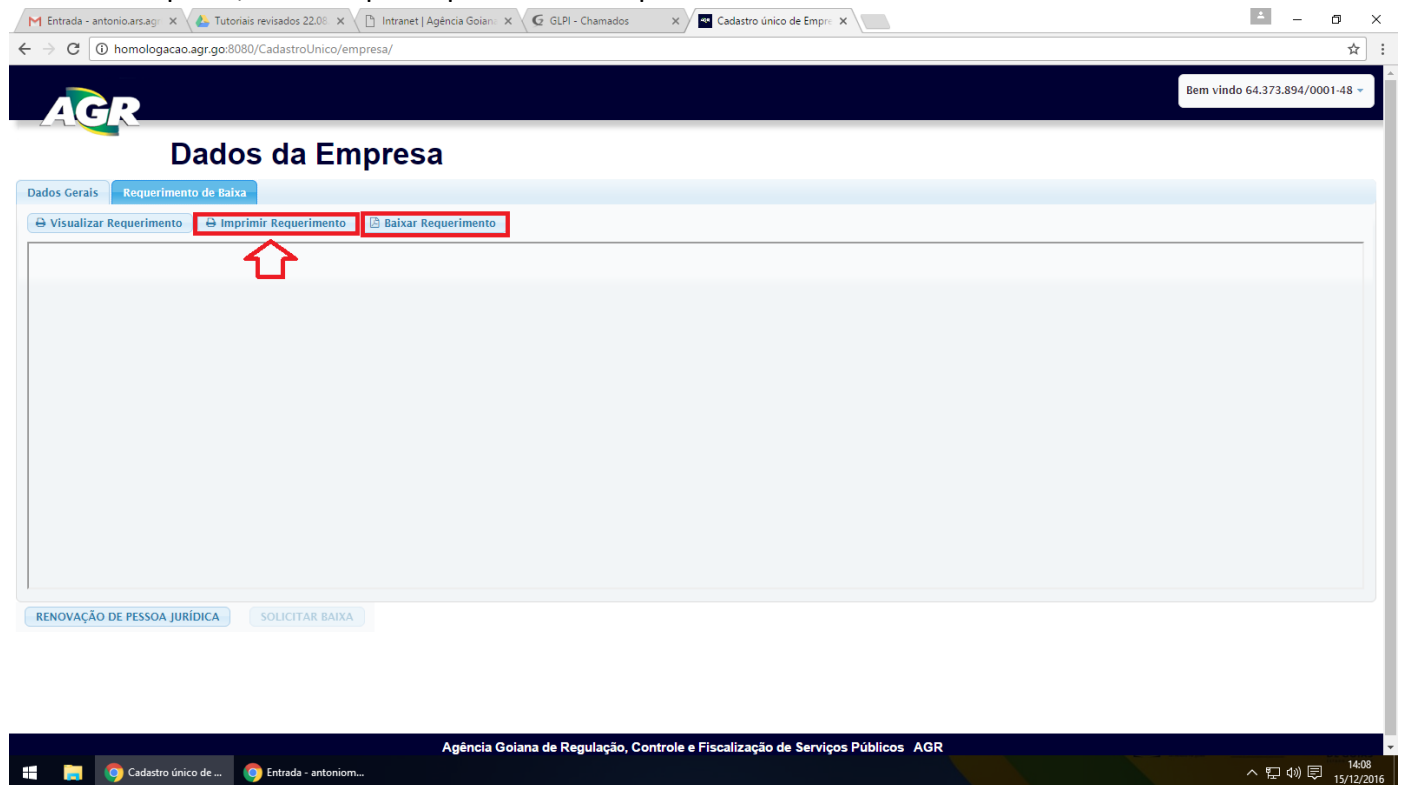 Entrada - antonio.ars.agr
Tutoriais revisados 22.08
Intranet | Agência Goiana
GLPI - Chamados
Cadastro único de Empre
homologacao.agr.go:8080/CadastroUnico/empresa/
AGR
Bem vindo 64.373.894/0001-48
Dados da Empresa
Dados Gerais
Requerimento de Baixa
Visualizar Requerimento
Imprimir Requerimento
Baixar Requerimento
RENOVAÇÃO DE PESSOA JURÍDICA
SOLICITAR BAIXA
Agência Goiana de Regulação, Controle e Fiscalização de Serviços Públicos AGR
Cadastro único de ...
Entrada - antoniom...
14:08
15/12/2016